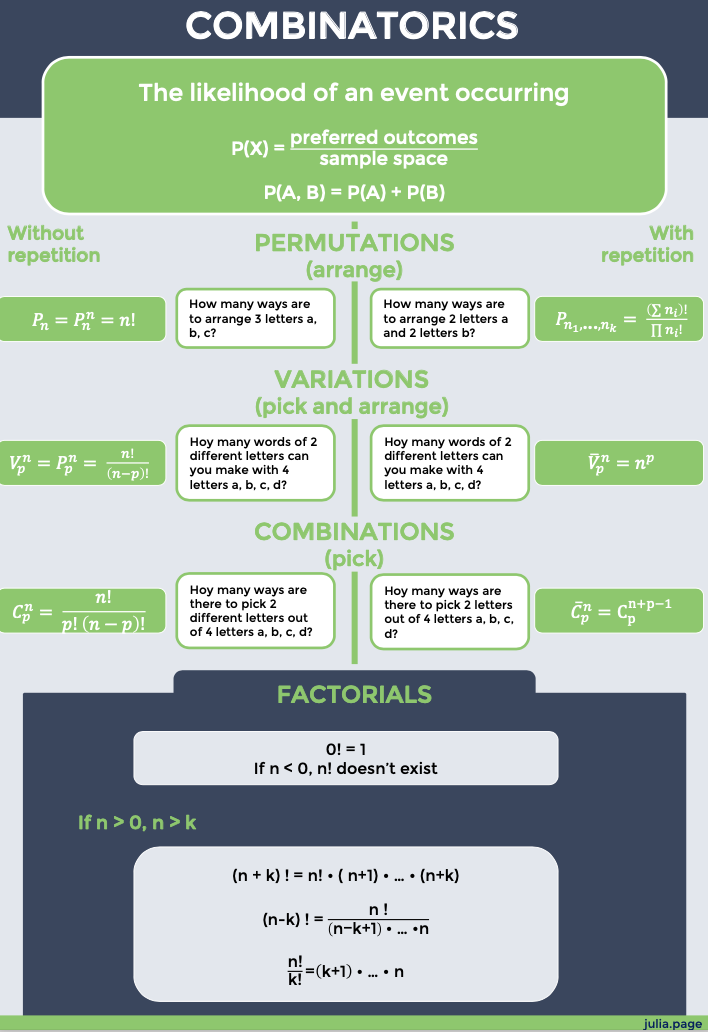 COMBINATORICS
The likelihood of an event occurring
P(X) = preferred outcomes / sample space
P(A, B) = P(A) + P(B)
Without
repetition
With
repetition
PERMUTATIONS
(arrange)
Pₙ = Pₙⁿ = n!
How many ways are
to arrange 3 letters a,
b, c?
How many ways are
to arrange 2 letters a
and 2 letters b?
P_{n₁,...,nₖ} = (∑ nᵢ)! / ∏ nᵢ!
VARIATIONS
(pick and arrange)
V_p^n = P_p^n = n! / (n−p)!
Hoy many words of 2
different letters can
you make with 4
letters a, b, c, d?
Hoy many words of 2
different letters can
you make with 4
letters a, b, c, d?
V̄_p^n = n^p
COMBINATIONS
(pick)
C_p^n = n! / p! (n − p)!
Hoy many ways are
there to pick 2
different letters out
of 4 letters a, b, c, d?
Hoy many ways are
there to pick 2 letters
out of 4 letters a, b, c,
d?
C̄_p^n = C_p^{n+p−1}
FACTORIALS
0! = 1
If n < 0, n! doesn’t exist
If n > 0, n > k
(n + k) ! = n! • ( n+1) • ... • (n+k)
(n-k) ! = n ! / (n−k+1) • ... •n
n! / k! =(k+1) • ... • n
julia.page